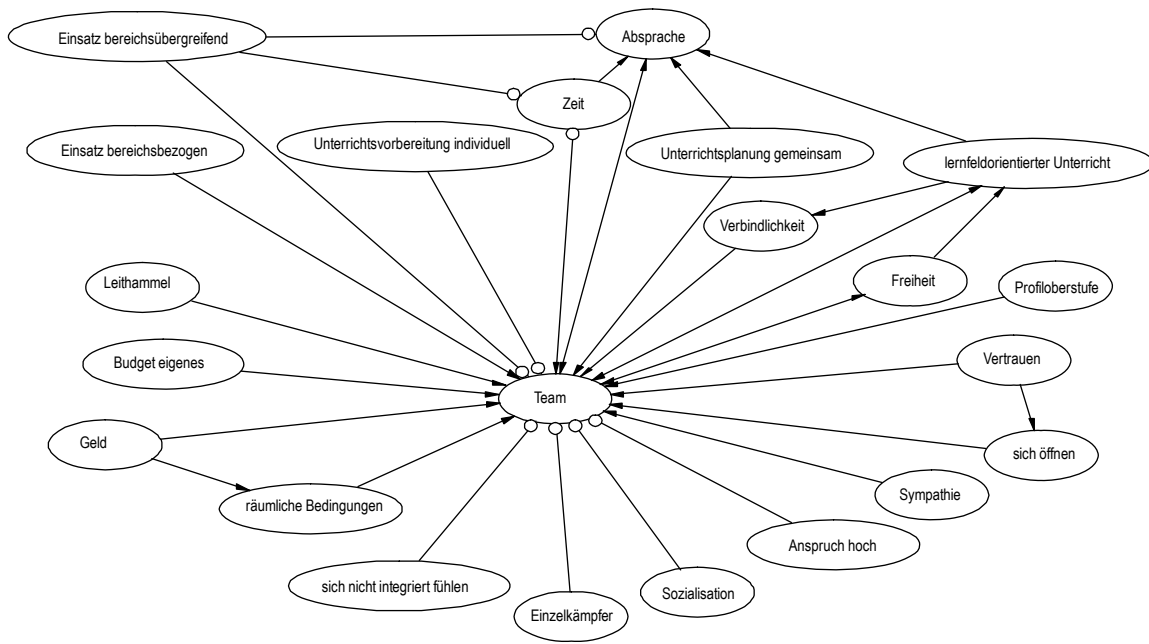 Einsatz bereichsübergreifend
Absprache
Zeit
Einsatz bereichsbezogen
Unterrichtsvorbereitung individuell
Unterrichtsplanung gemeinsam
lernfeldorientierter Unterricht
Verbindlichkeit
Leithammel
Freiheit
Profiloberstufe
Budget eigenes
Vertrauen
Team
Geld
sich öffnen
räumliche Bedingungen
Sympathie
Anspruch hoch
sich nicht integriert fühlen
Sozialisation
Einzelkämpfer